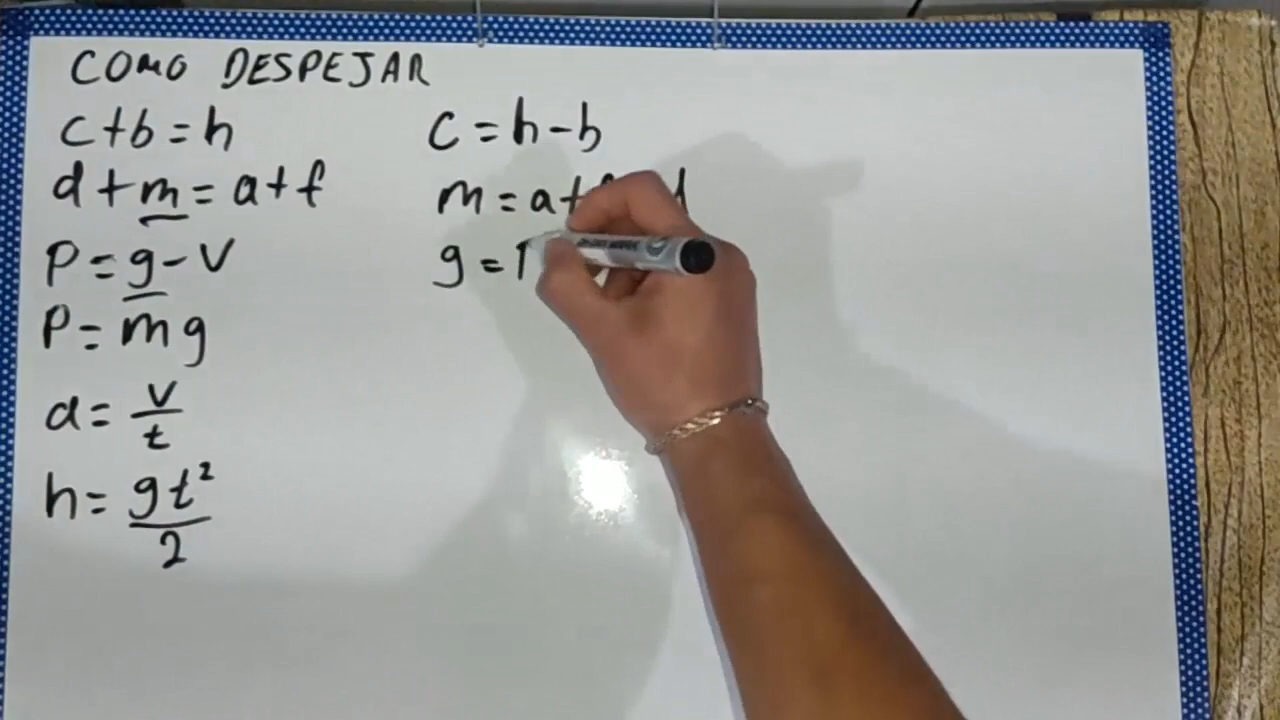 COMO DESPEJAR
c+b=h
d+m=a+f
P=g-V
P=mg
a=v/t
h=gt²/2
C=h-b
m=a+
g=